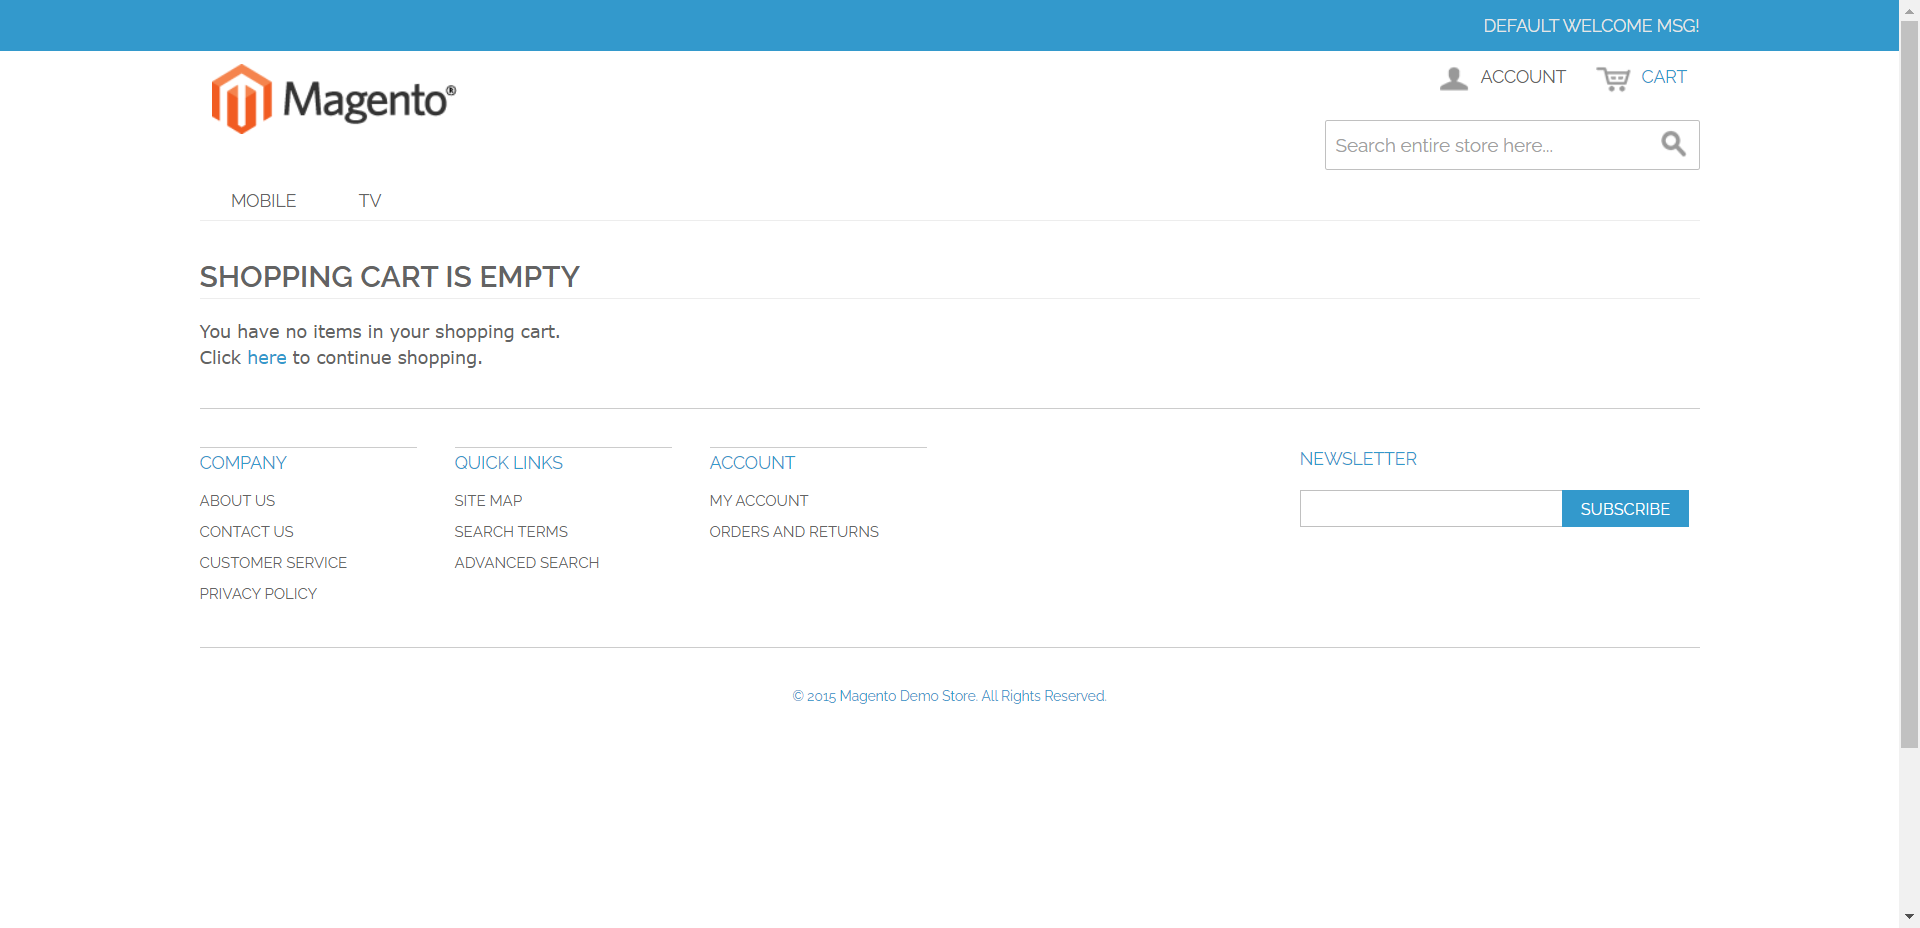 DEFAULT WELCOME MSG!
Magento®
ACCOUNT
CART
Search entire store here...
MOBILE
TV
SHOPPING CART IS EMPTY
You have no items in your shopping cart.
Click here to continue shopping.
COMPANY
ABOUT US
CONTACT US
CUSTOMER SERVICE
PRIVACY POLICY
QUICK LINKS
SITE MAP
SEARCH TERMS
ADVANCED SEARCH
ACCOUNT
MY ACCOUNT
ORDERS AND RETURNS
NEWSLETTER
SUBSCRIBE
© 2015 Magento Demo Store. All Rights Reserved.